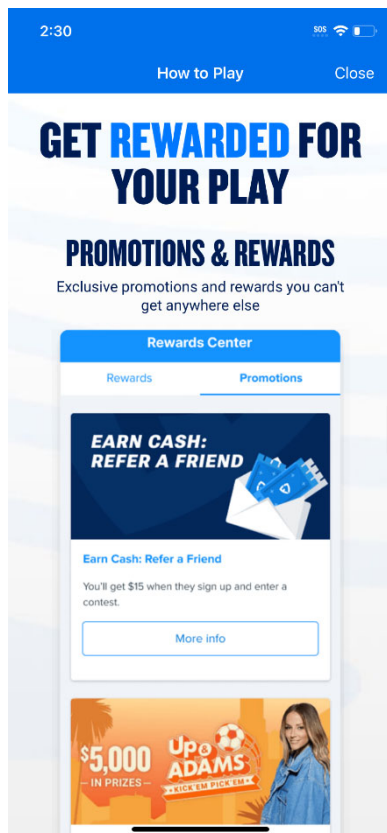 2:30
SOS
How to Play
Close
GET REWARDED FOR
YOUR PLAY
PROMOTIONS & REWARDS
Exclusive promotions and rewards you can't
get anywhere else
Rewards Center
Rewards
Promotions
EARN CASH:
REFER A FRIEND
Earn Cash: Refer a Friend
You'll get $15 when they sign up and enter a
contest.
More info
$5,000
IN PRIZES
Up &
ADAMS
KICK'EM PICK'EM